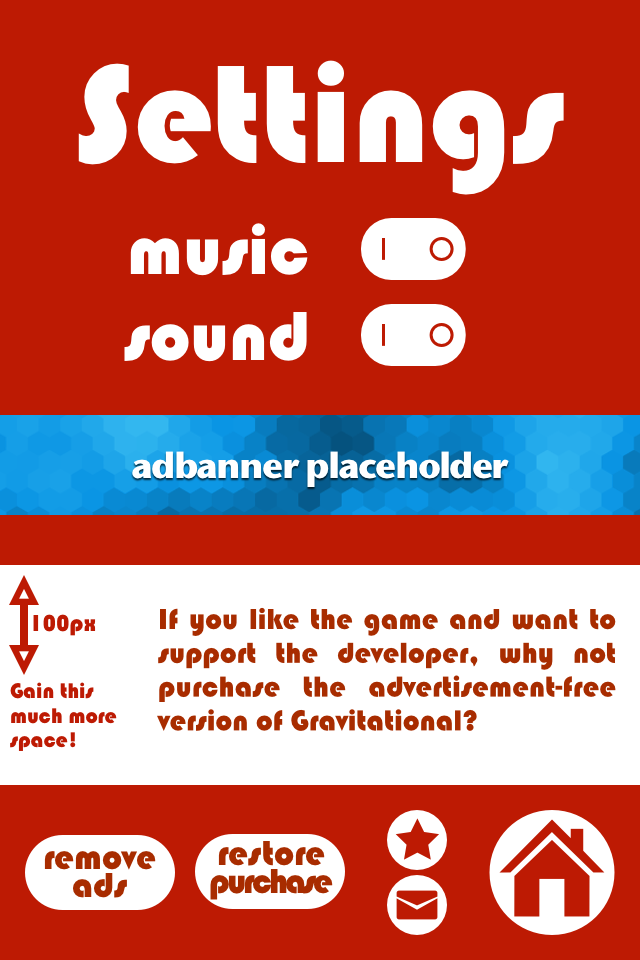 Settings
music
sound
adbanner placeholder
100px
Gain this
much more
space!
If you like the game and want to
support the developer, why not
purchase the advertisement-free
version of Gravitational?
remove
ads
restore
purchase